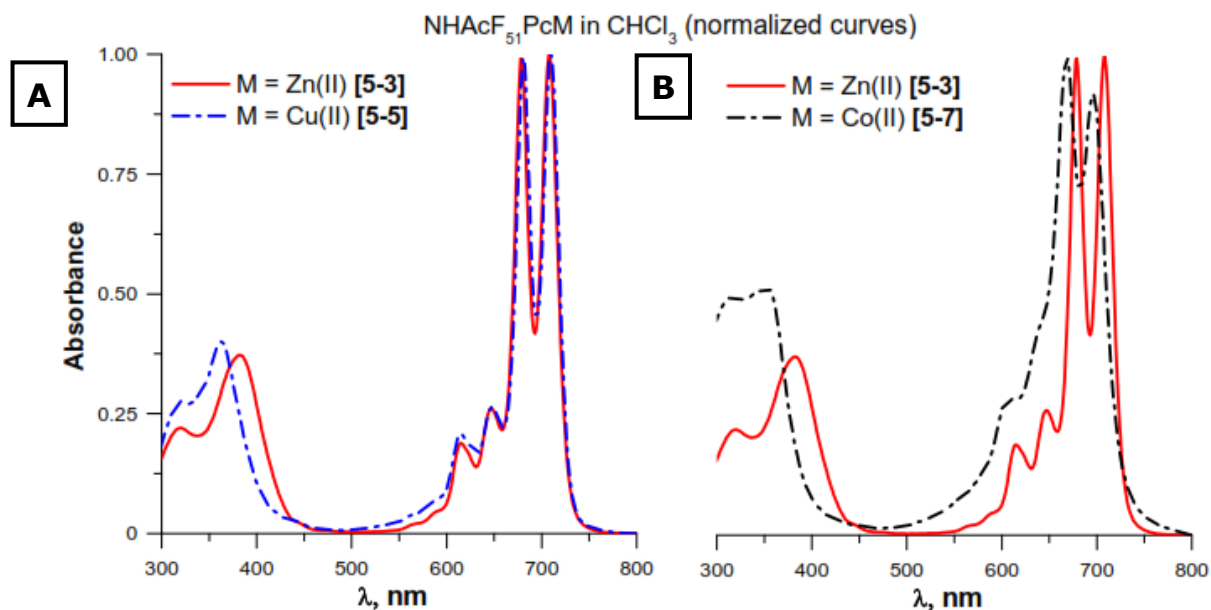 NHAcF₅₁PcM in CHCl₃ (normalized curves)
A
M = Zn(II) [5-3]
M = Cu(II) [5-5]
Absorbance
1.00
0.75
0.50
0.25
0
300 400 500 600 700 800
λ, nm
B
M = Zn(II) [5-3]
M = Co(II) [5-7]
300 400 500 600 700 800
λ, nm